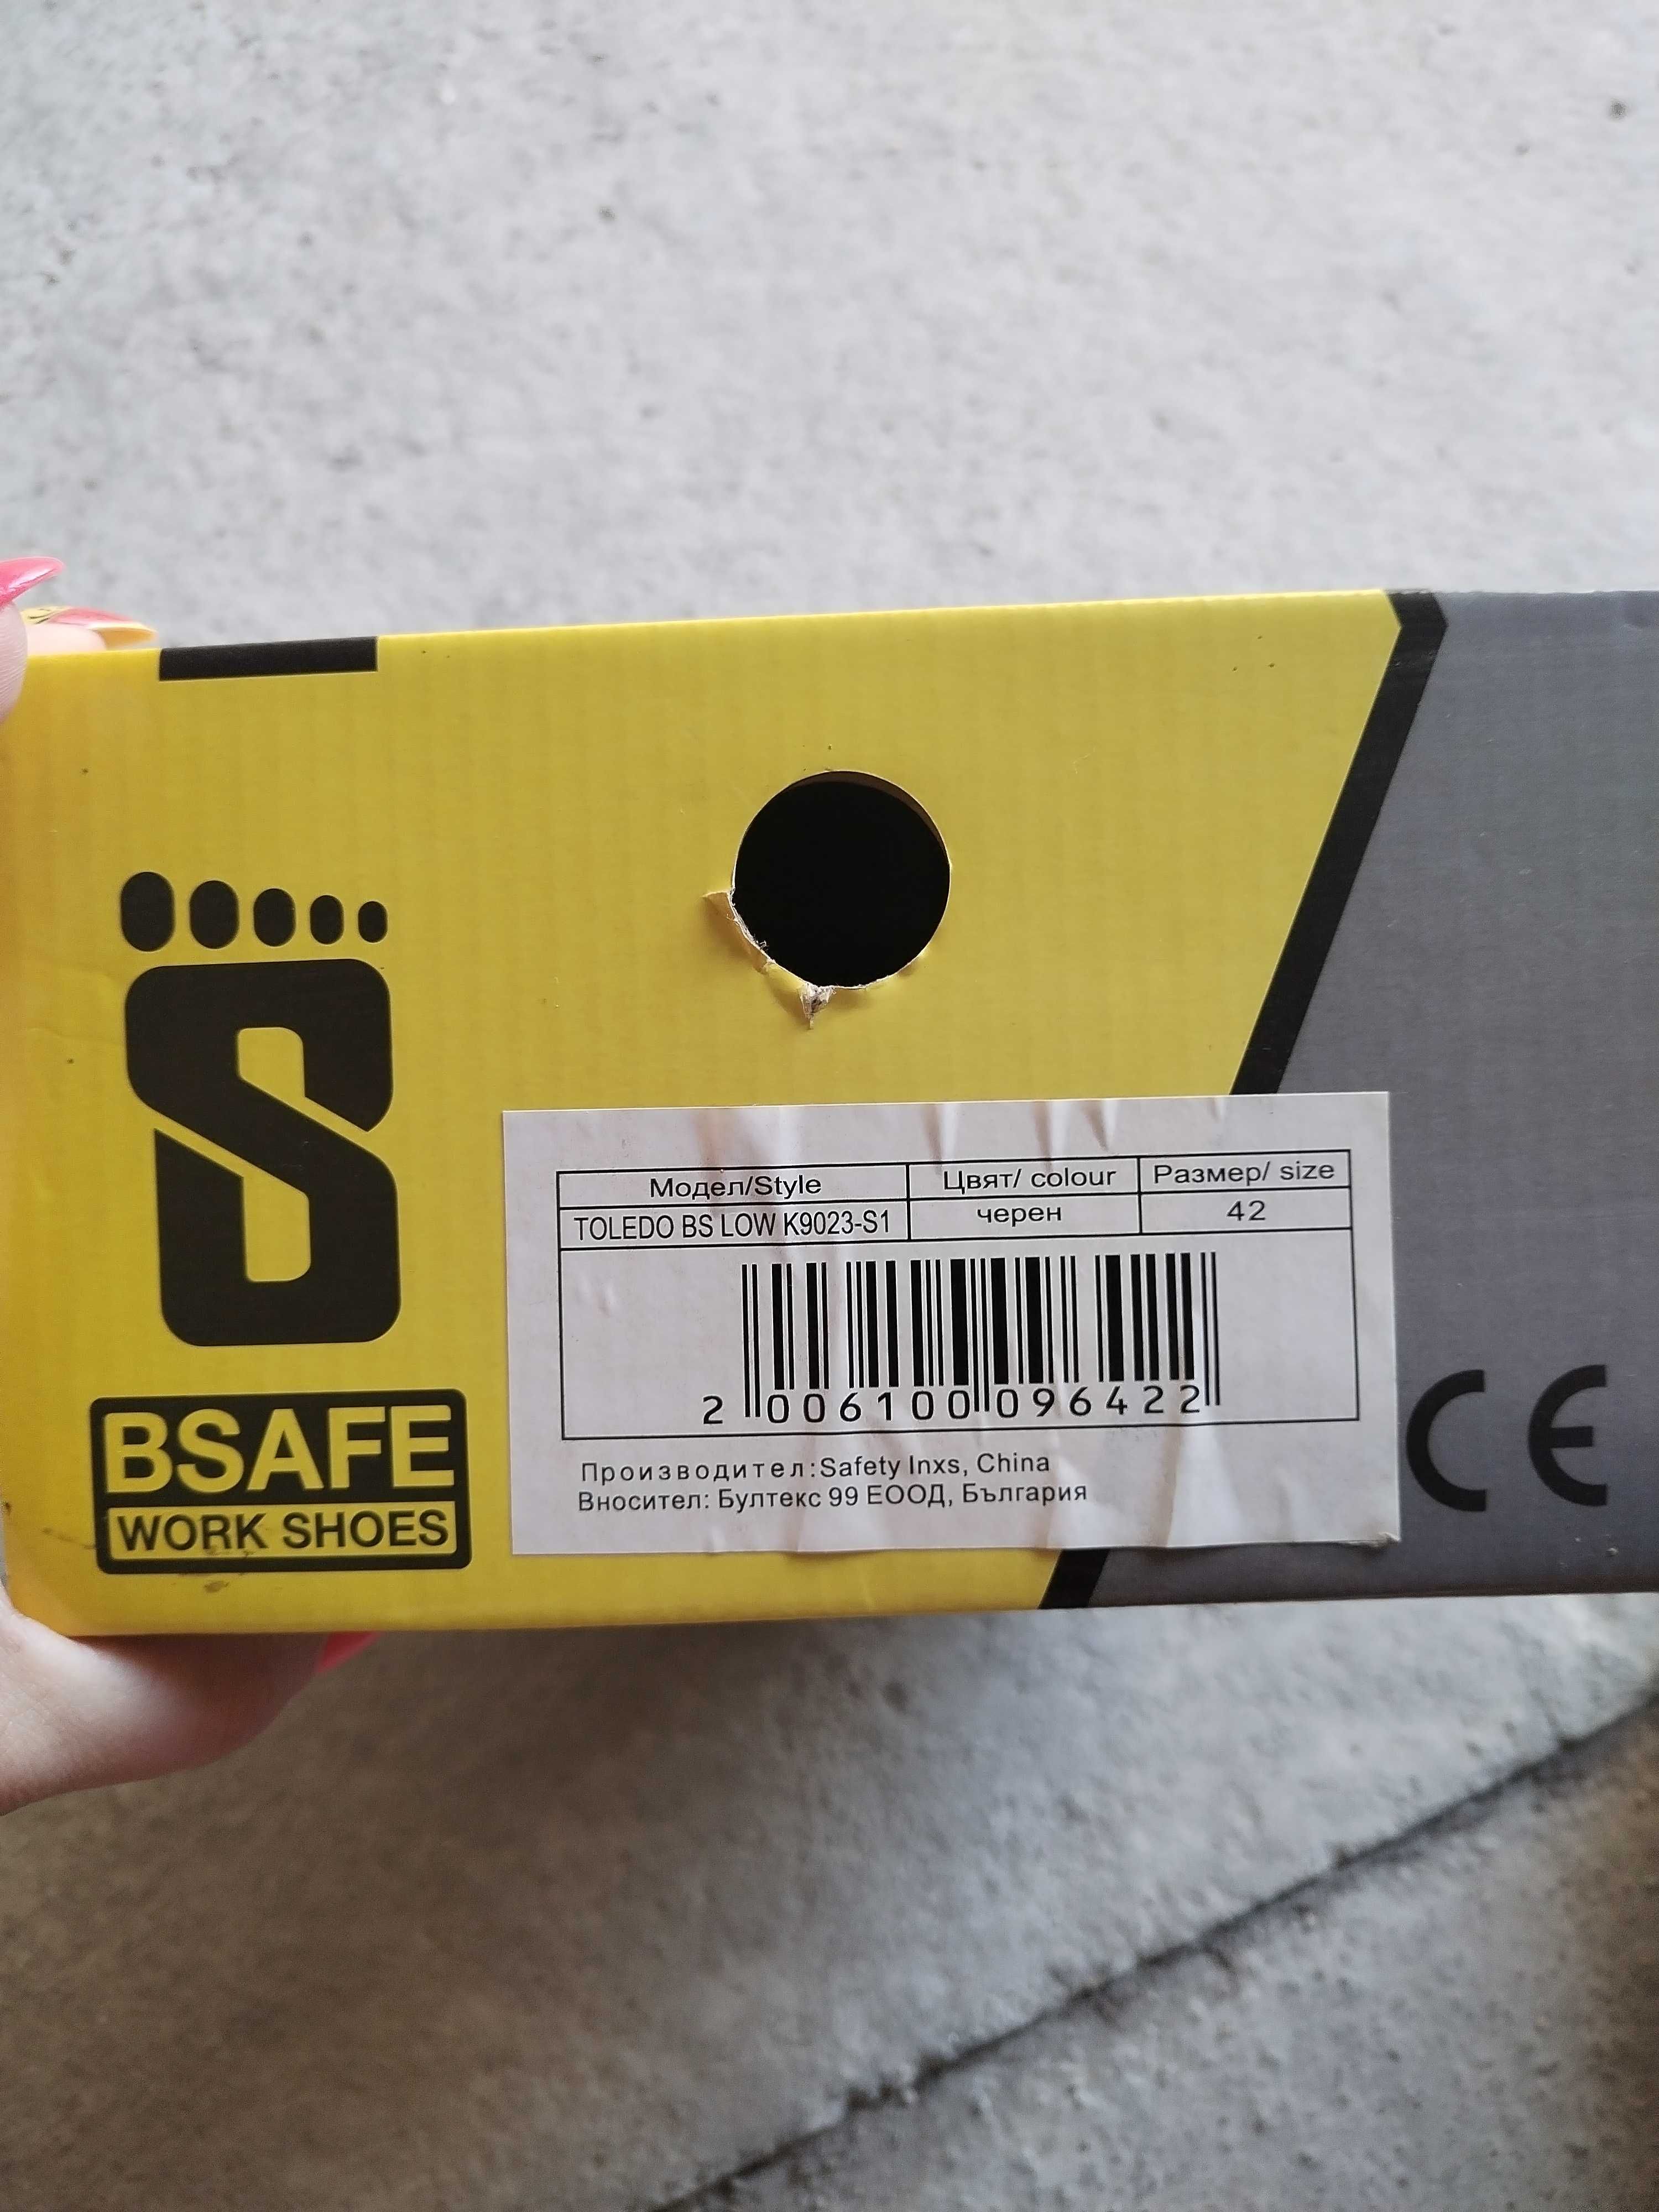 S
BSAFE
WORK SHOES
Модел/Style Цвят/ colour Размер/ size
TOLEDO BS LOW K9023-S1 черен 42
2 006100 096422
Производител:Safety Inxs, China
Вносител: Бултекс 99 ЕООД, България
CE